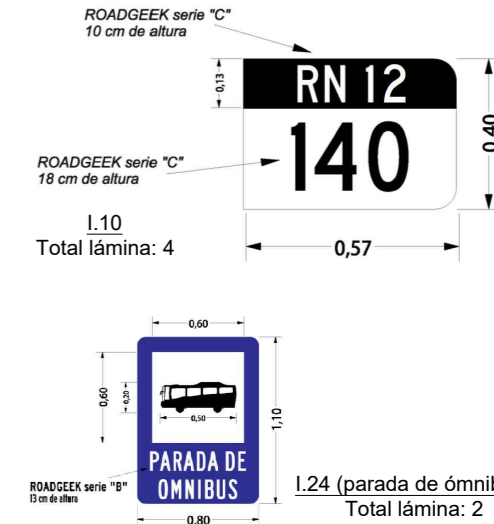 ROADGEEK serie "C"
10 cm de altura
0,13
RN 12
140
0,40
ROADGEEK serie "C"
18 cm de altura
I.10
Total lámina: 4
0,57
0,60
0,60
0,20
0,50
1,10
PARADA DE
OMNIBUS
ROADGEEK serie "B"
13 cm de altura
0,80
I.24 (parada de ómnib
Total lámina: 2